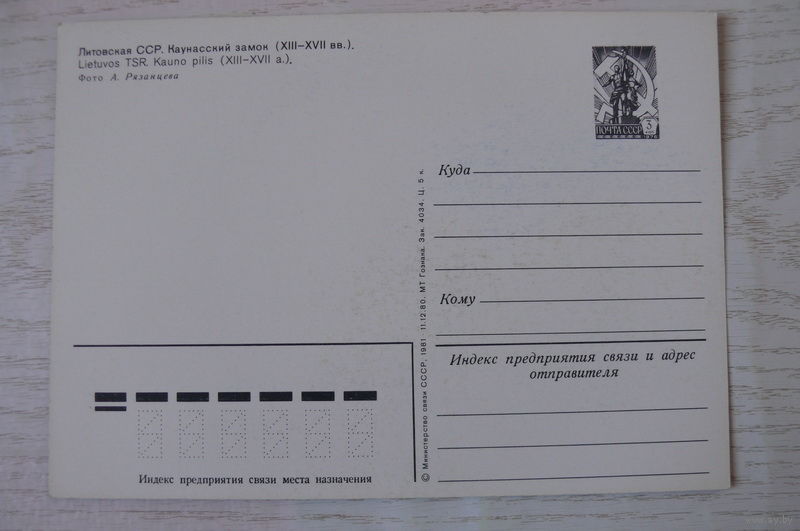 Литовская ССР. Каунасский замок (XIII–XVII вв.).
Lietuvos TSR. Kauno pilis (XIII–XVII a.).
Фото А. Рязанцева
ПОЧТА СССР 3
1976
Куда
Кому
Индекс предприятия связи и адрес
отправителя
© Министерство связи СССР, 1981 · 11.12.80. МТ Гознака. Зак. 4034. Ц. 5 к.
Индекс предприятия связи места назначения